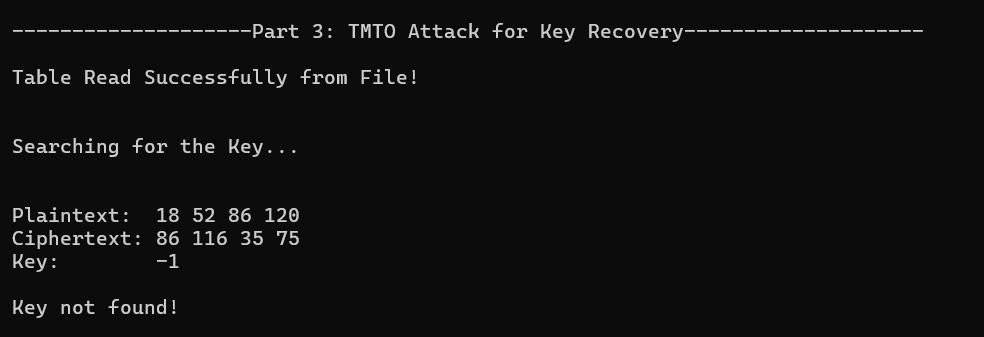 --------------------Part 3: TMTO Attack for Key Recovery--------------------
Table Read Successfully from File!
Searching for the Key...
Plaintext:  18 52 86 120
Ciphertext: 86 116 35 75
Key:        -1
Key not found!